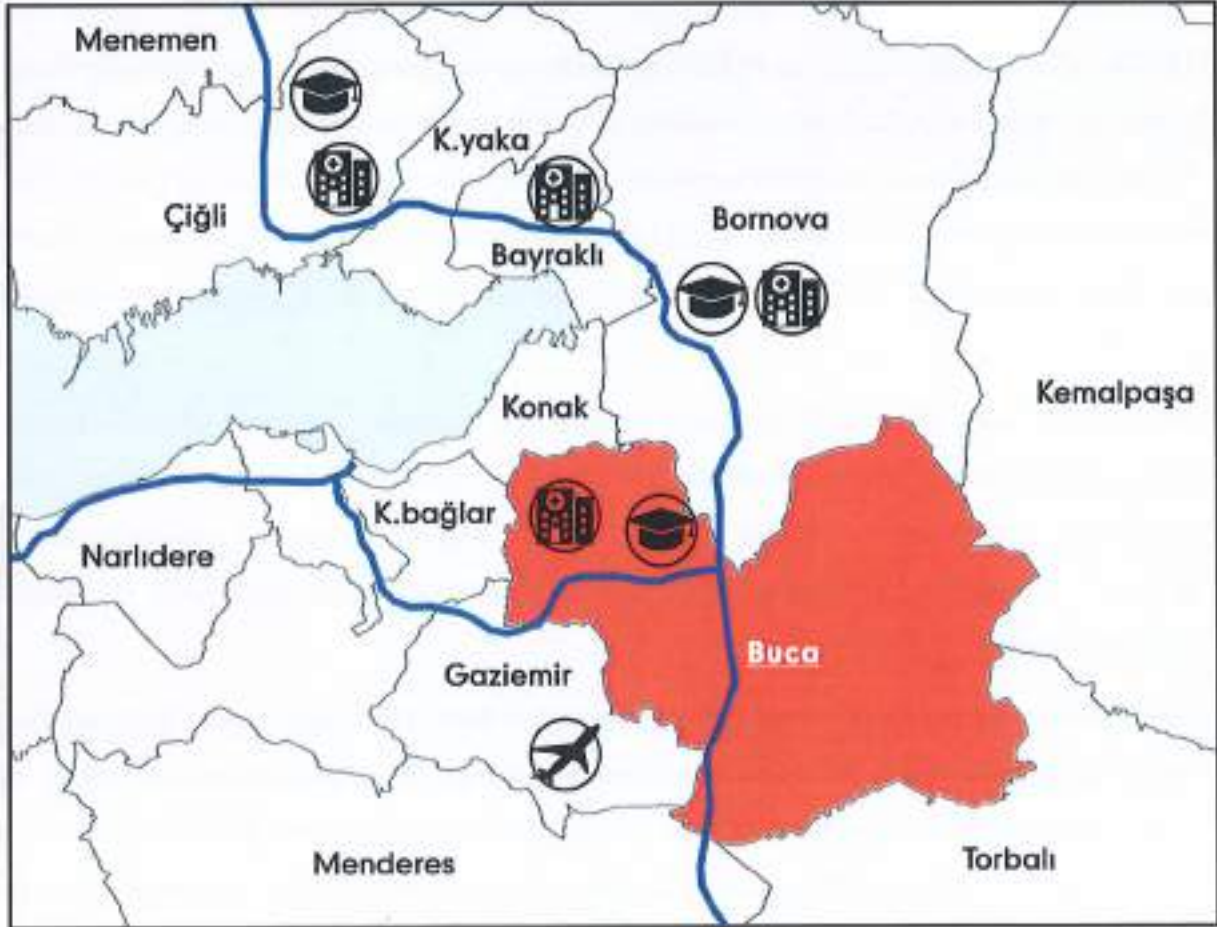 Menemen
K.yaka
Çiğli
Bornova
Bayraklı
Kemalpaşa
Konak
K.bağlar
Narlıdere
Buca
Gaziemir
Menderes
Torbalı